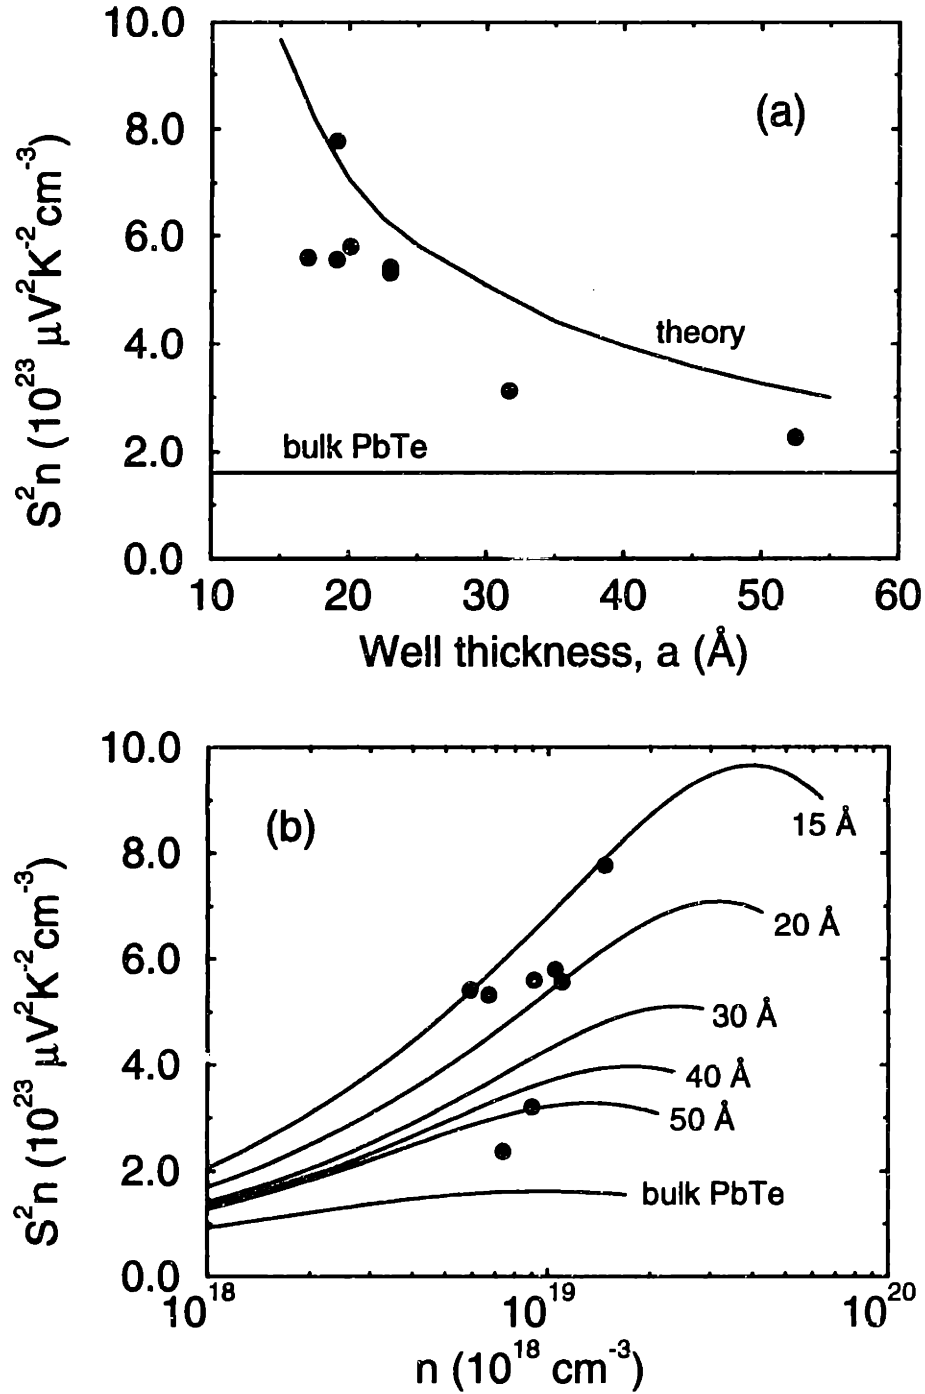 10.0
(a)
8.0
6.0
theory
4.0
bulk PbTe
2.0
0.0
S²n (10²³ μV²K⁻²cm⁻³)
10 20 30 40 50 60
Well thickness, a (Å)
10.0
(b)
15 Å
8.0
20 Å
6.0
30 Å
4.0
40 Å
50 Å
2.0
bulk PbTe
0.0
S²n (10²³ μV²K⁻²cm⁻³)
10¹⁸ 10¹⁹ 10²⁰
n (10¹⁸ cm⁻³)